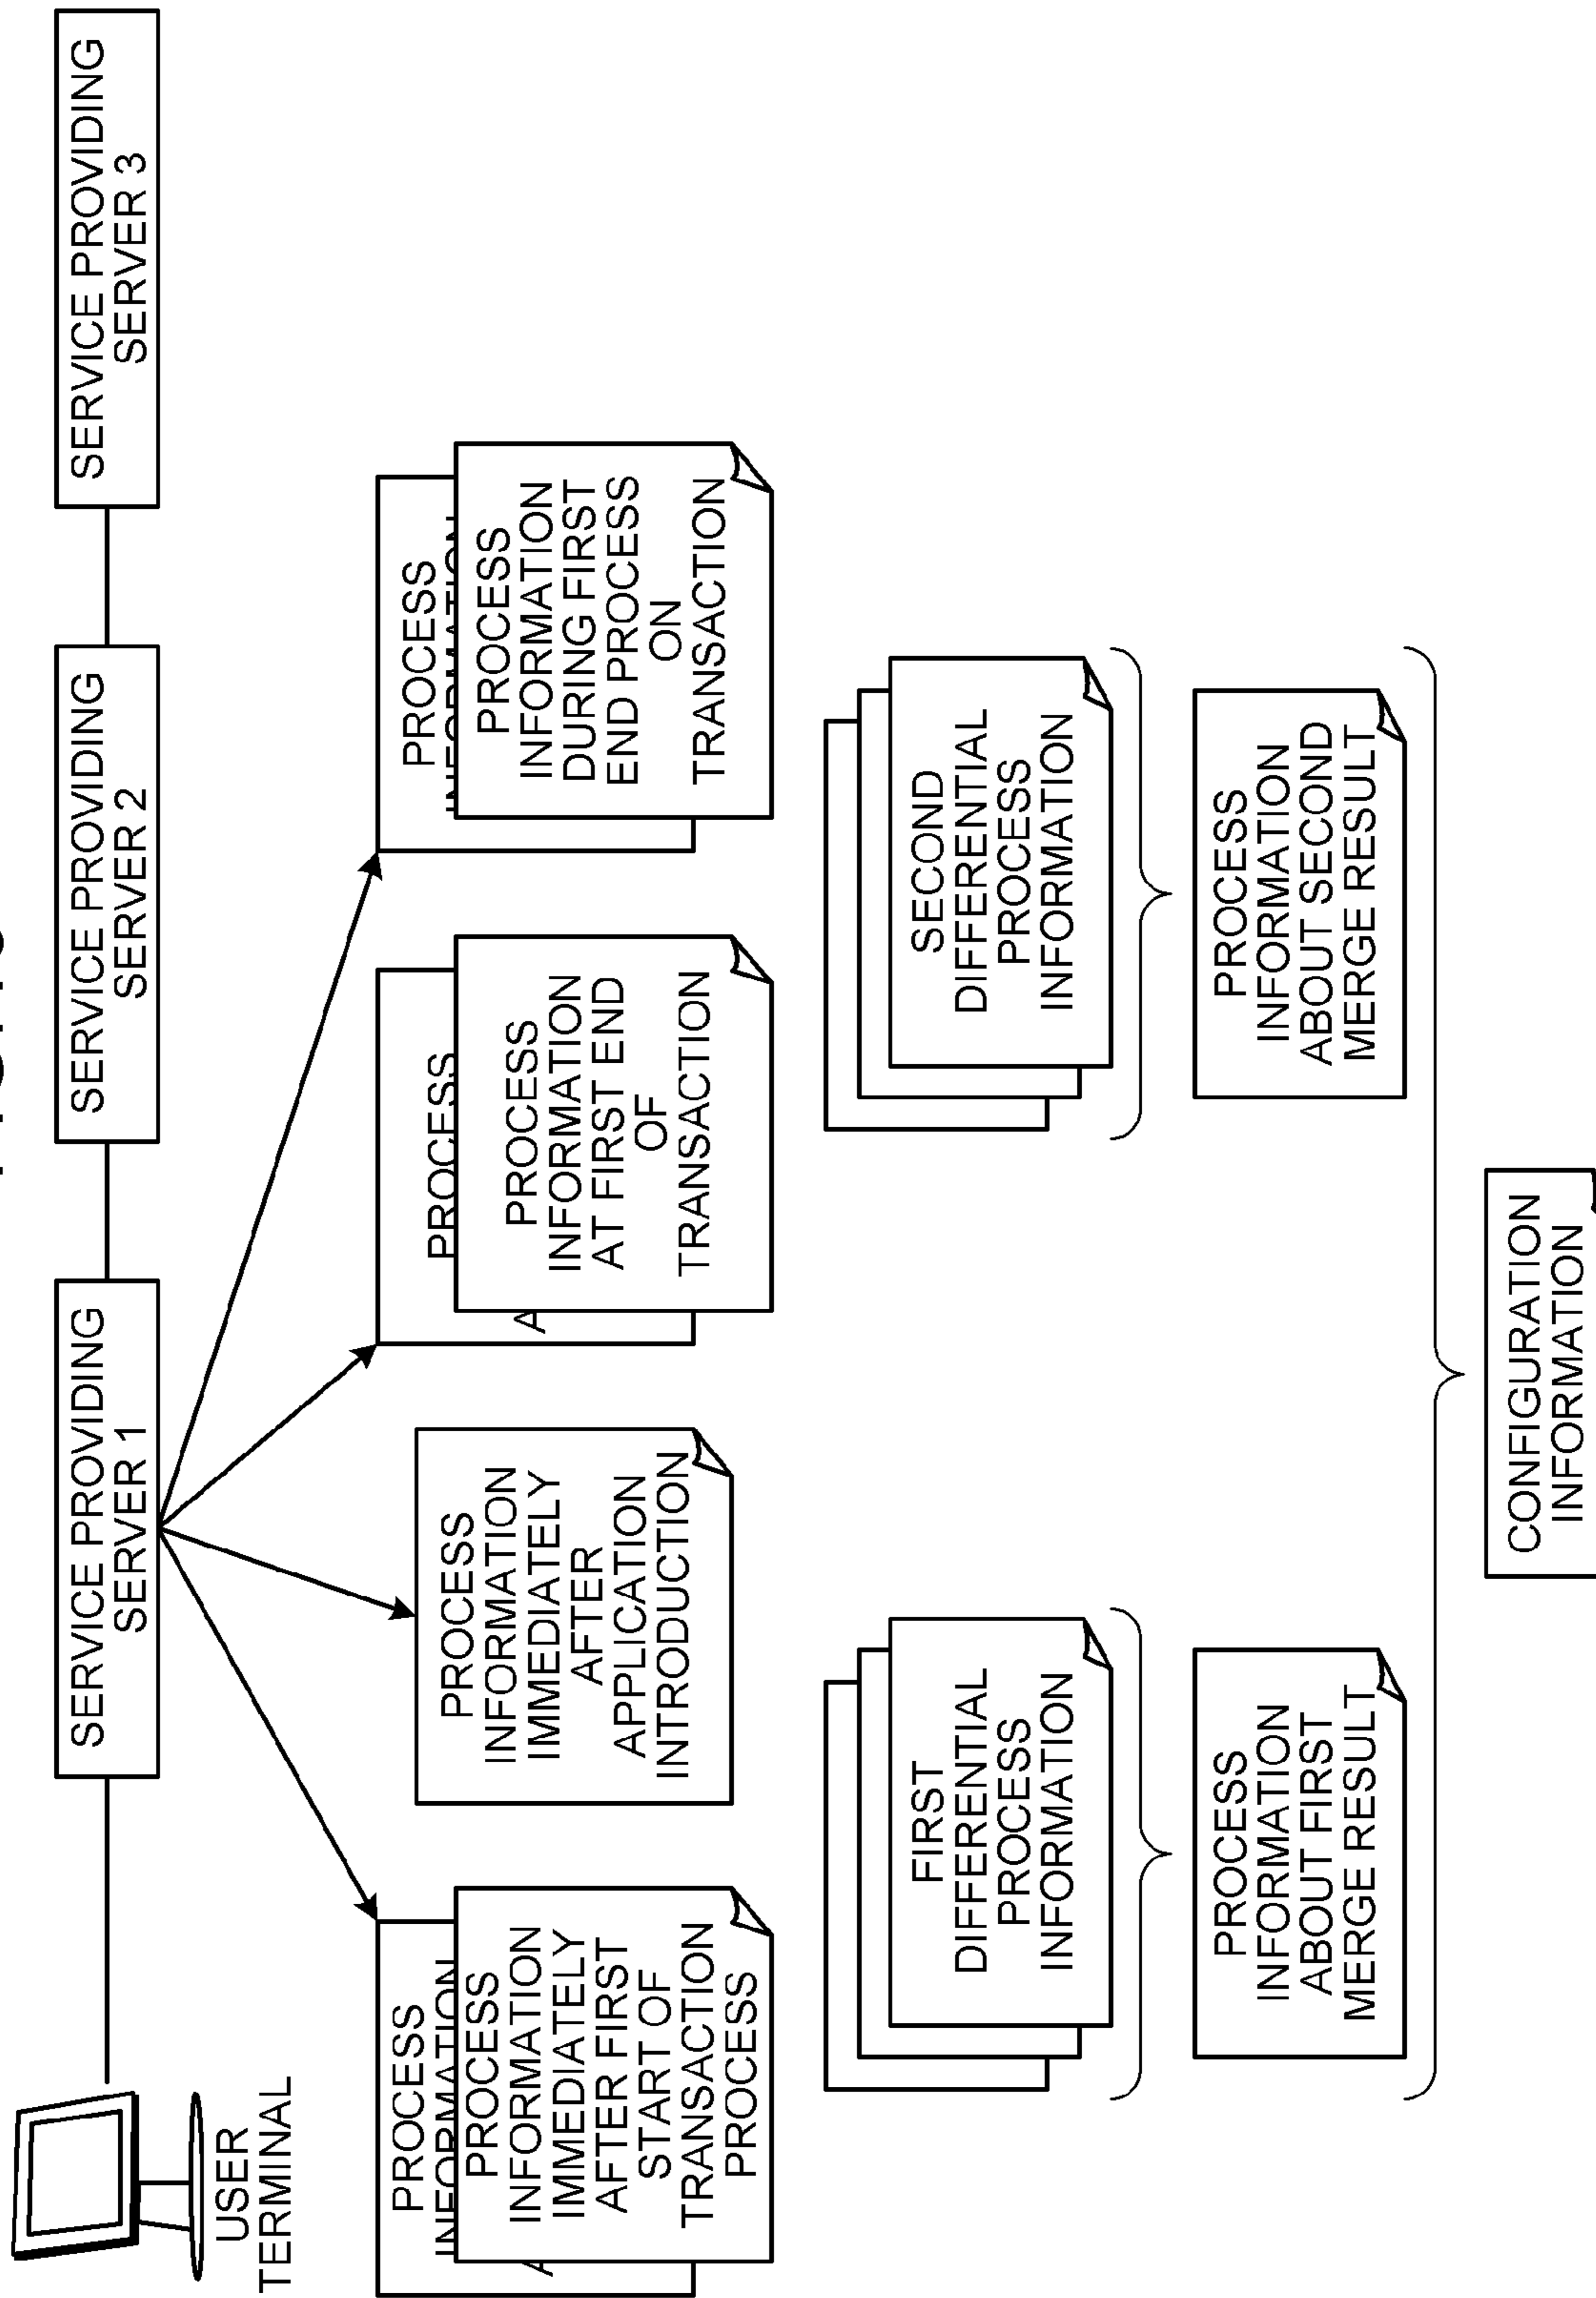 SERVICE PROVIDING
SERVER 1
SERVICE PROVIDING
SERVER 2
SERVICE PROVIDING
SERVER 3
USER
TERMINAL
PROCESS
INFORMATION
PROCESS
INFORMATION
IMMEDIATELY
AFTER FIRST
START OF
TRANSACTION
PROCESS
A
PROCESS
INFORMATION
IMMEDIATELY
AFTER
APPLICATION
INTRODUCTION
PROCESS
A
PROCESS
INFORMATION
AT FIRST END
OF
TRANSACTION
PROCESS
INFORMATION
PROCESS
INFORMATION
DURING FIRST
END PROCESS
ON
TRANSACTION
FIRST
DIFFERENTIAL
PROCESS
INFORMATION
SECOND
DIFFERENTIAL
PROCESS
INFORMATION
PROCESS
INFORMATION
ABOUT FIRST
MERGE RESULT
PROCESS
INFORMATION
ABOUT SECOND
MERGE RESULT
CONFIGURATION
INFORMATION